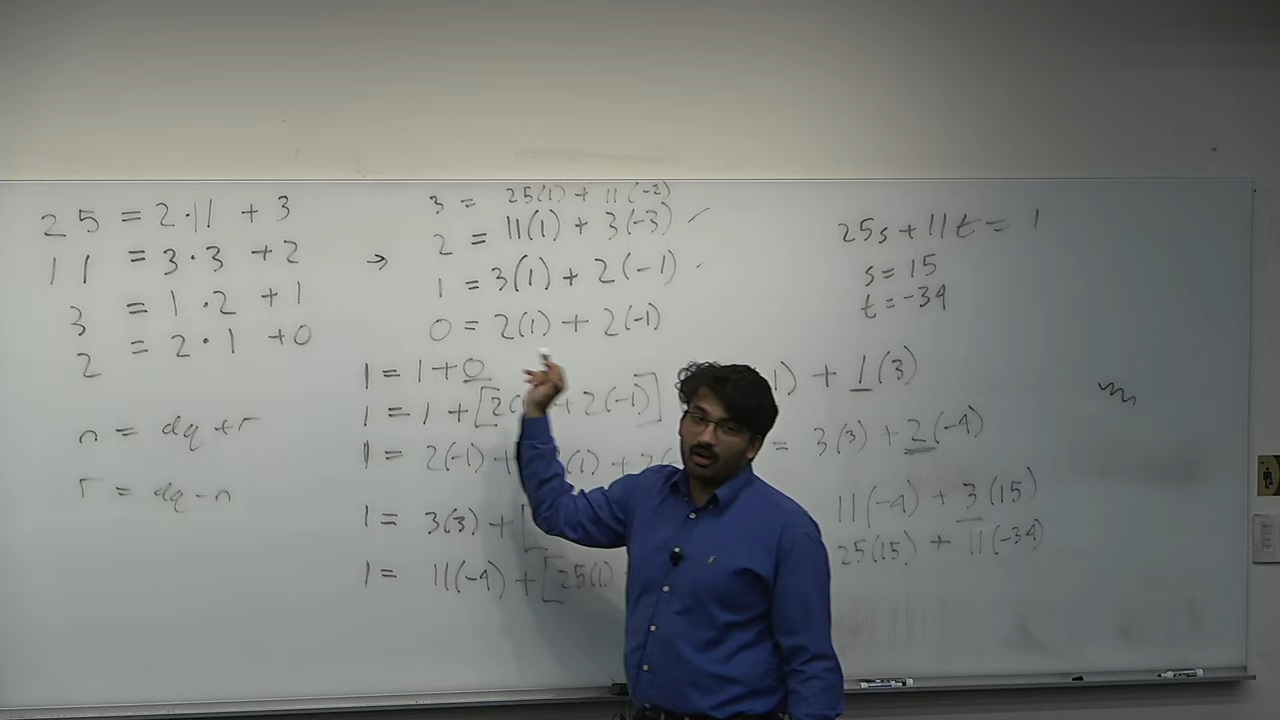 25 = 2·11 + 3
11 = 3·3 + 2
3 = 1·2 + 1
2 = 2·1 + 0
n = dq + r
r = dq - n
→
3 = 25(1) + 11(-2)
2 = 11(1) + 3(-3) ✓
1 = 3(1) + 2(-1)
0 = 2(1) + 2(-1)
1 = 1 + 0
1 = 1 + [2( + 2(-1)] 1) + 1(3)
1 = 2(-1) + (1) + 2( = 3(3) + 2(-4)
1 = 3(3) + [ 11(-4) + 3(15)
1 = 11(-4) + [25(1) 25(15) + 11(-34)
25s + 11t = 1
s = 15
t = -34